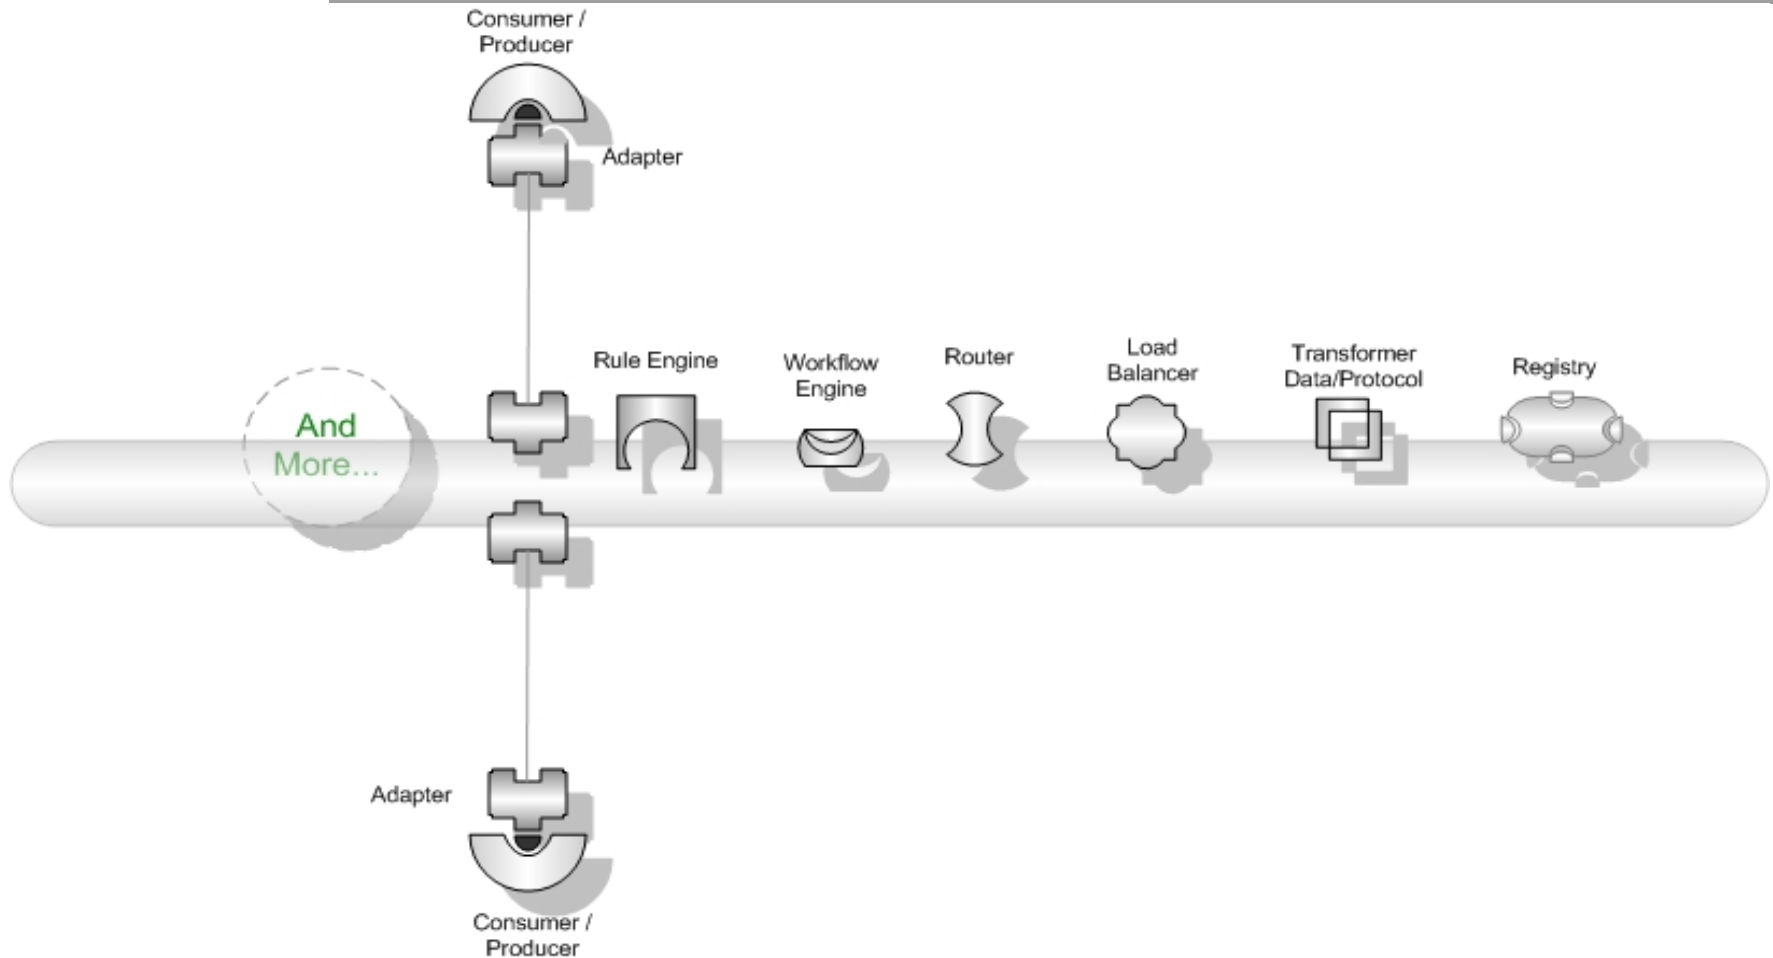 Consumer /
Producer
Adapter
Rule Engine
Workflow
Engine
Router
Load
Balancer
Transformer
Data/Protocol
Registry
And
More...
Adapter
Consumer /
Producer